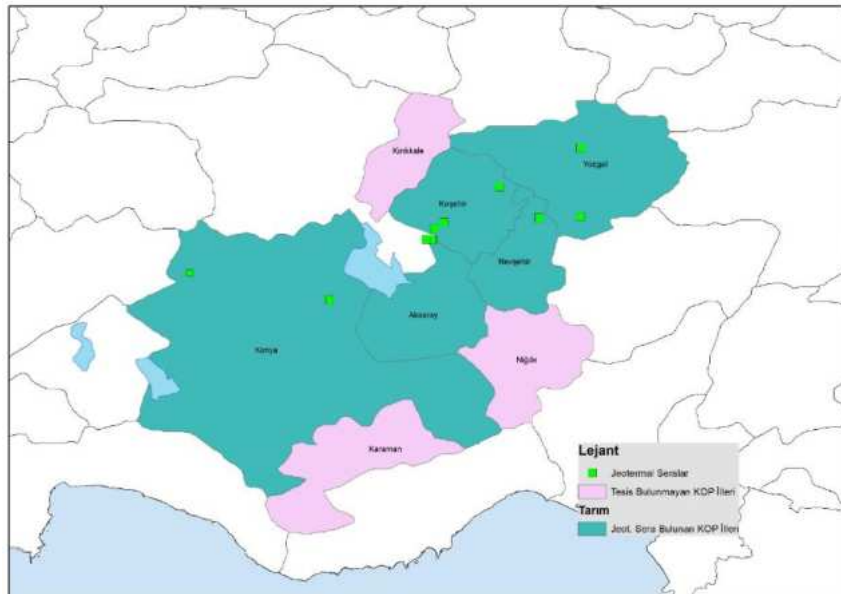 Kırıkkale
Yozgat
Kırşehir
Nevşehir
Aksaray
Konya
Niğde
Karaman
Lejant
Jeotermal Seralar
Tesis Bulunmayan KOP İlleri
Tarım
Jeot. Sera Bulunan KOP İlleri